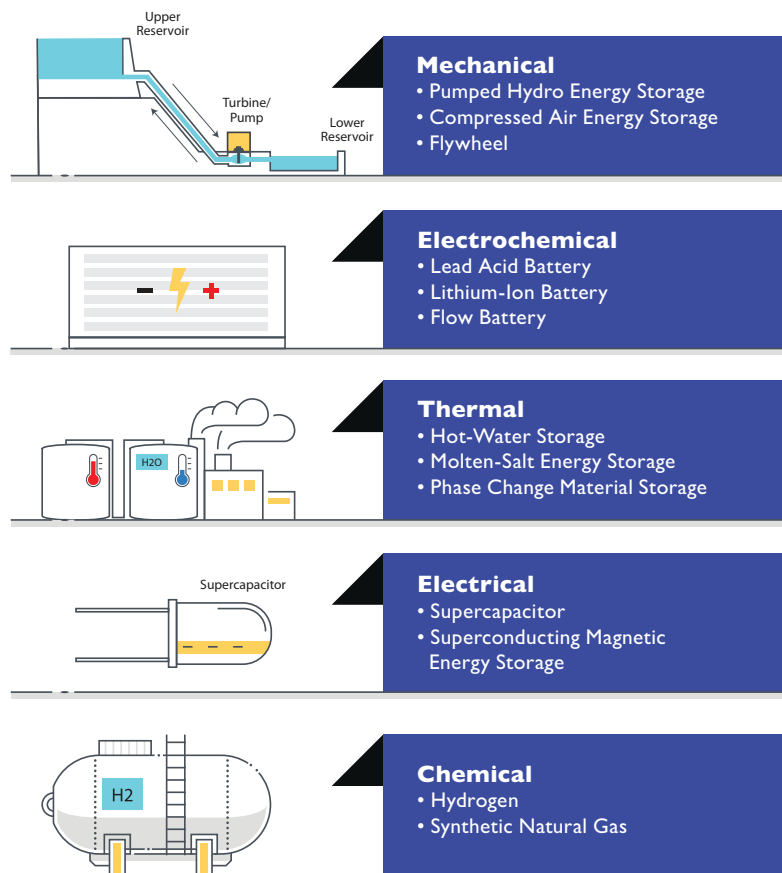 Upper
Reservoir
Turbine/
Pump
Lower
Reservoir
Mechanical
• Pumped Hydro Energy Storage
• Compressed Air Energy Storage
• Flywheel
Electrochemical
• Lead Acid Battery
• Lithium-Ion Battery
• Flow Battery
H2O
Thermal
• Hot-Water Storage
• Molten-Salt Energy Storage
• Phase Change Material Storage
Supercapacitor
Electrical
• Supercapacitor
• Superconducting Magnetic
Energy Storage
H2
Chemical
• Hydrogen
• Synthetic Natural Gas